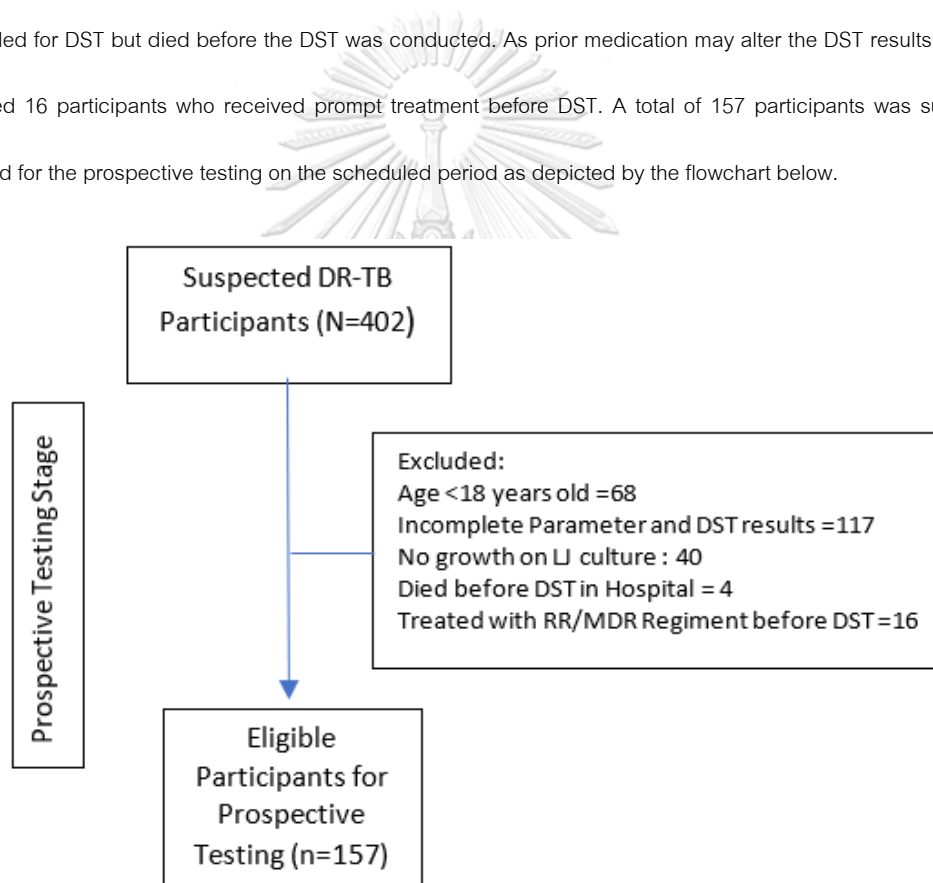 led for DST but died before the DST was conducted. As prior medication may alter the DST results
ed 16 participants who received prompt treatment before DST. A total of 157 participants was su
d for the prospective testing on the scheduled period as depicted by the flowchart below.
Suspected DR-TB
Participants (N=402)
Prospective Testing Stage
Excluded:
Age <18 years old =68
Incomplete Parameter and DST results =117
No growth on LJ culture : 40
Died before DST in Hospital = 4
Treated with RR/MDR Regiment before DST=16
Eligible
Participants for
Prospective
Testing (n=157)